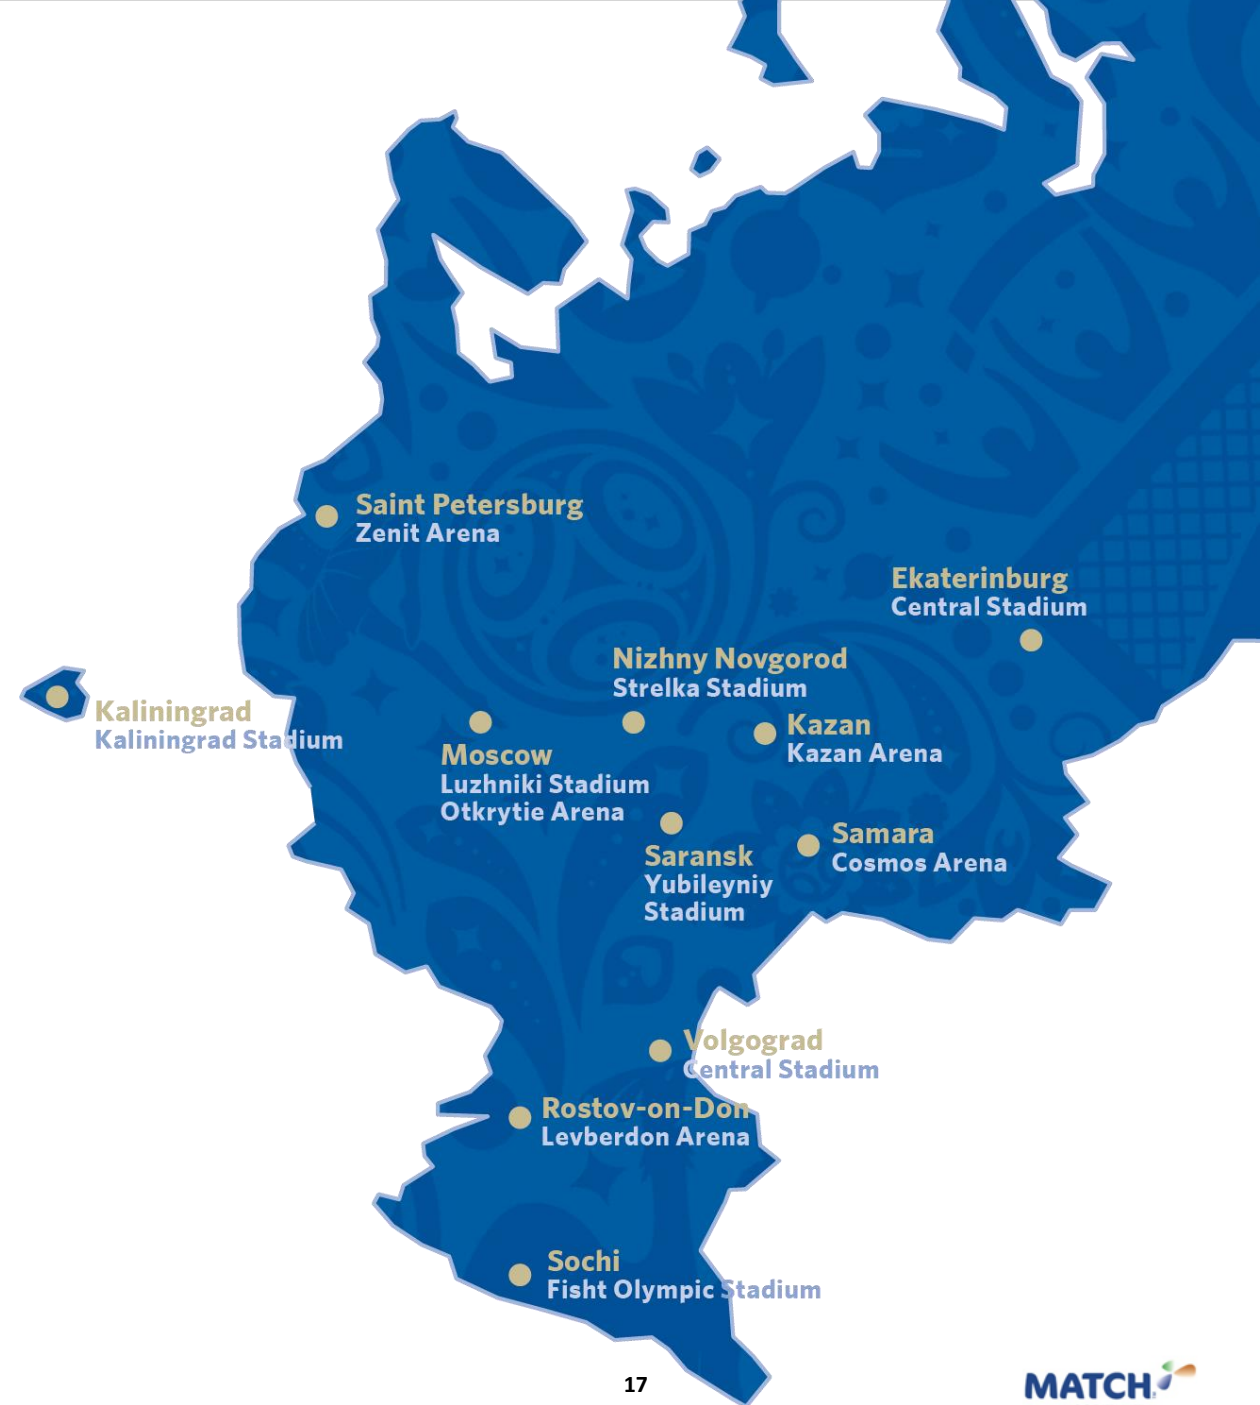 Saint Petersburg
Zenit Arena
Ekaterinburg
Central Stadium
Nizhny Novgorod
Strelka Stadium
Kaliningrad
Kaliningrad Stadium
Moscow
Luzhniki Stadium
Otkrytie Arena
Kazan
Kazan Arena
Saransk
Yubileyniy
Stadium
Samara
Cosmos Arena
Volgograd
Central Stadium
Rostov-on-Don
Levberdon Arena
Sochi
Fisht Olympic Stadium
17
MATCH